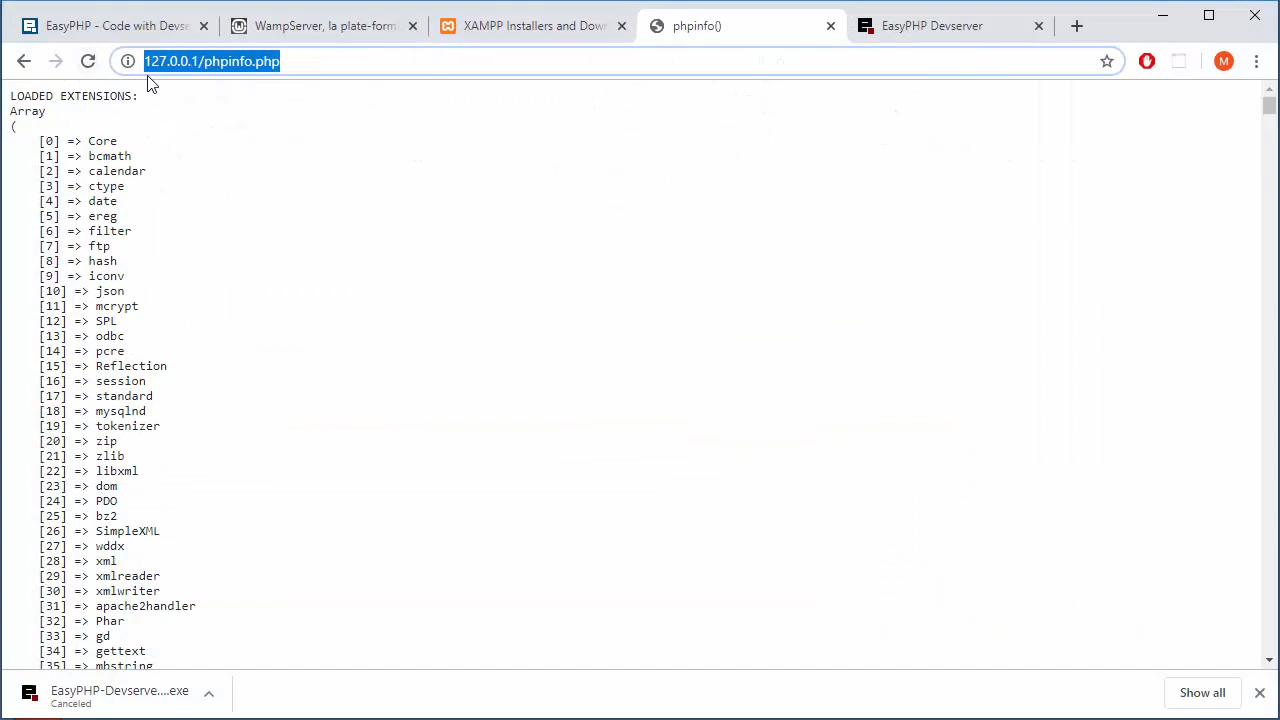 EasyPHP - Code with Devse
WampServer, la plate-form
XAMPP Installers and Dow
phpinfo()
EasyPHP Devserver
127.0.0.1/phpinfo.php
M
LOADED EXTENSIONS:
Array
(
[0] => Core
[1] => bcmath
[2] => calendar
[3] => ctype
[4] => date
[5] => ereg
[6] => filter
[7] => ftp
[8] => hash
[9] => iconv
[10] => json
[11] => mcrypt
[12] => SPL
[13] => odbc
[14] => pcre
[15] => Reflection
[16] => session
[17] => standard
[18] => mysqlnd
[19] => tokenizer
[20] => zip
[21] => zlib
[22] => libxml
[23] => dom
[24] => PDO
[25] => bz2
[26] => SimpleXML
[27] => wddx
[28] => xml
[29] => xmlreader
[30] => xmlwriter
[31] => apache2handler
[32] => Phar
[33] => gd
[34] => gettext
[35] => mbstring
EasyPHP-Devserve....exe
Canceled
Show all